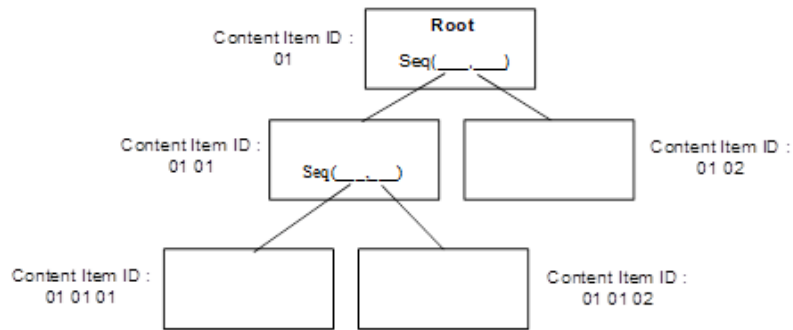 Root
Content Item ID :
01
Seq(___,___)
Content Item ID :
01 01
Seq(___,___)
Content Item ID :
01 02
Content Item ID :
01 01 01
Content Item ID :
01 01 02